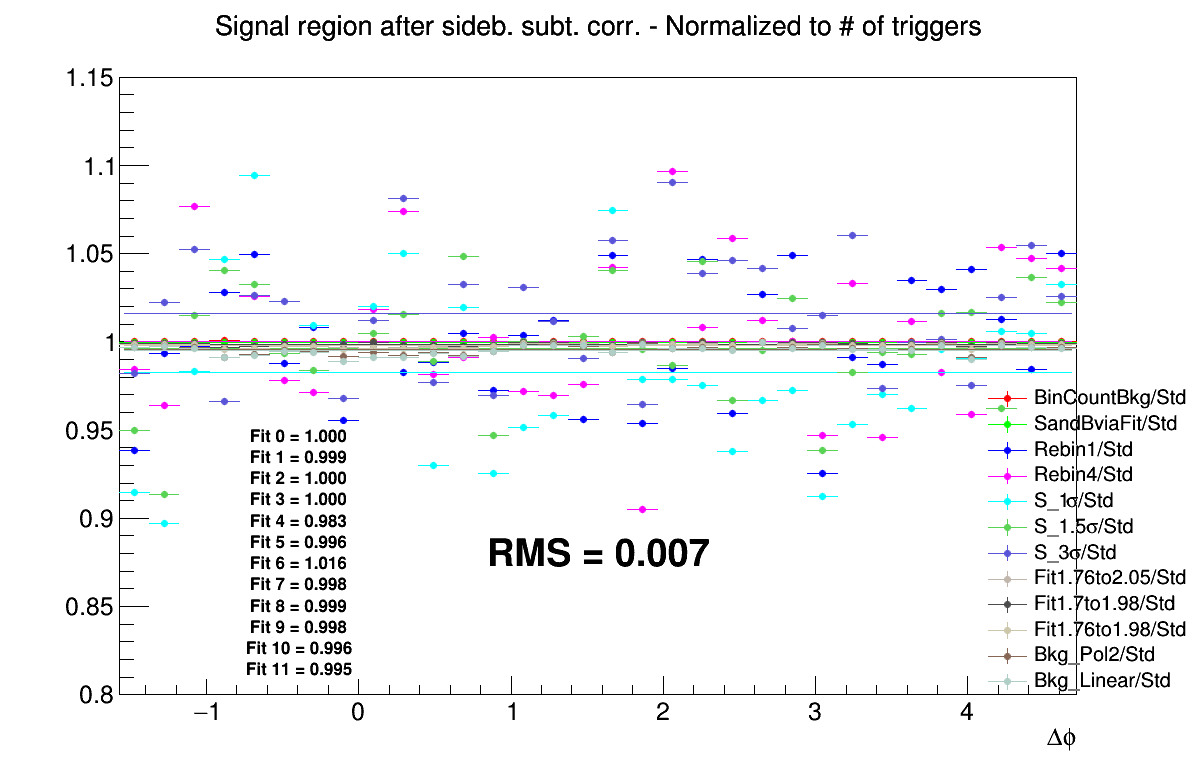 Signal region after sideb. subt. corr. - Normalized to # of triggers
1.15
1.1
1.05
1
0.95
0.9
0.85
0.8
Fit 0 = 1.000
Fit 1 = 0.999
Fit 2 = 1.000
Fit 3 = 1.000
Fit 4 = 0.983
Fit 5 = 0.996
Fit 6 = 1.016
Fit 7 = 0.998
Fit 8 = 0.999
Fit 9 = 0.998
Fit 10 = 0.996
Fit 11 = 0.995
RMS = 0.007
BinCountBkg/Std
SandBviaFit/Std
Rebin1/Std
Rebin4/Std
S_1σ/Std
S_1.5σ/Std
S_3σ/Std
Fit1.76to2.05/Std
Fit1.7to1.98/Std
Fit1.76to1.98/Std
Bkg_Pol2/Std
Bkg_Linear/Std
−1 0 1 2 3 4
Δϕ